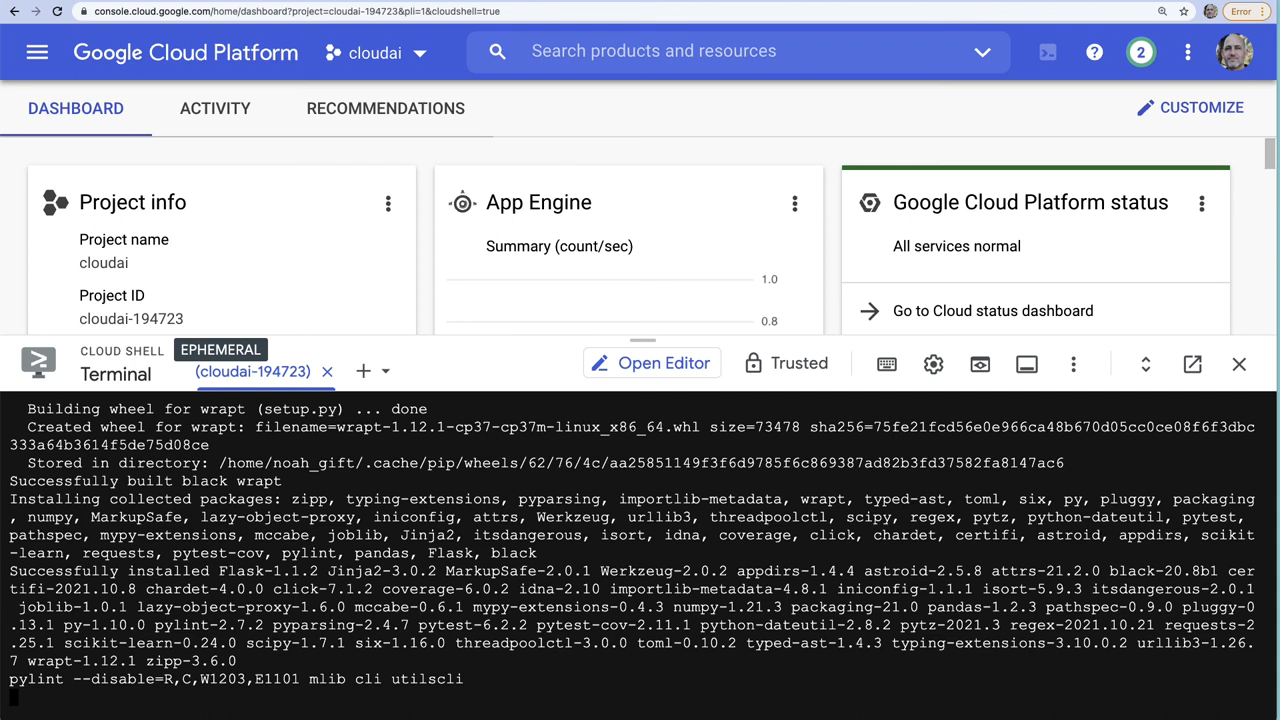 console.cloud.google.com/home/dashboard?project=cloudai-194723&pli=1&cloudshell=true
Error
Google Cloud Platform
cloudai
Search products and resources
2
DASHBOARD
ACTIVITY
RECOMMENDATIONS
CUSTOMIZE
Project info
Project name
cloudai
Project ID
cloudai-194723
App Engine
Summary (count/sec)
1.0
0.8
Google Cloud Platform status
All services normal
Go to Cloud status dashboard
CLOUD SHELL
Terminal
EPHEMERAL
(cloudai-194723)
Open Editor
Trusted
  Building wheel for wrapt (setup.py) ... done
  Created wheel for wrapt: filename=wrapt-1.12.1-cp37-cp37m-linux_x86_64.whl size=73478 sha256=75fe21fcd56e0e966ca48b670d05cc0ce08f6f3dbc
333a64b3614f5de75d08ce
  Stored in directory: /home/noah_gift/.cache/pip/wheels/62/76/4c/aa25851149f3f6d9785f6c869387ad82b3fd37582fa8147ac6
Successfully built black wrapt
Installing collected packages: zipp, typing-extensions, pyparsing, importlib-metadata, wrapt, typed-ast, toml, six, py, pluggy, packaging
, numpy, MarkupSafe, lazy-object-proxy, iniconfig, attrs, Werkzeug, urllib3, threadpoolctl, scipy, regex, pytz, python-dateutil, pytest,
pathspec, mypy-extensions, mccabe, joblib, Jinja2, itsdangerous, isort, idna, coverage, click, chardet, certifi, astroid, appdirs, scikit
-learn, requests, pytest-cov, pylint, pandas, Flask, black
Successfully installed Flask-1.1.2 Jinja2-3.0.2 MarkupSafe-2.0.1 Werkzeug-2.0.2 appdirs-1.4.4 astroid-2.5.8 attrs-21.2.0 black-20.8b1 cer
tifi-2021.10.8 chardet-4.0.0 click-7.1.2 coverage-6.0.2 idna-2.10 importlib-metadata-4.8.1 iniconfig-1.1.1 isort-5.9.3 itsdangerous-2.0.1
 joblib-1.0.1 lazy-object-proxy-1.6.0 mccabe-0.6.1 mypy-extensions-0.4.3 numpy-1.21.3 packaging-21.0 pandas-1.2.3 pathspec-0.9.0 pluggy-0
.13.1 py-1.10.0 pylint-2.7.2 pyparsing-2.4.7 pytest-6.2.2 pytest-cov-2.11.1 python-dateutil-2.8.2 pytz-2021.3 regex-2021.10.21 requests-2
.25.1 scikit-learn-0.24.0 scipy-1.7.1 six-1.16.0 threadpoolctl-3.0.0 toml-0.10.2 typed-ast-1.4.3 typing-extensions-3.10.0.2 urllib3-1.26.
7 wrapt-1.12.1 zipp-3.6.0
pylint --disable=R,C,W1203,E1101 mlib cli utilscli